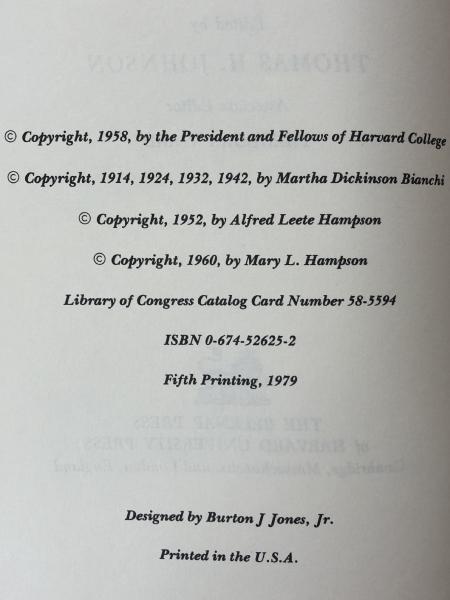 © Copyright, 1958, by the President and Fellows of Harvard College
© Copyright, 1914, 1924, 1932, 1942, by Martha Dickinson Bianchi
© Copyright, 1952, by Alfred Leete Hampson
© Copyright, 1960, by Mary L. Hampson
Library of Congress Catalog Card Number 58-5594
ISBN 0-674-52625-2
Fifth Printing, 1979
Designed by Burton J Jones, Jr.
Printed in the U.S.A.